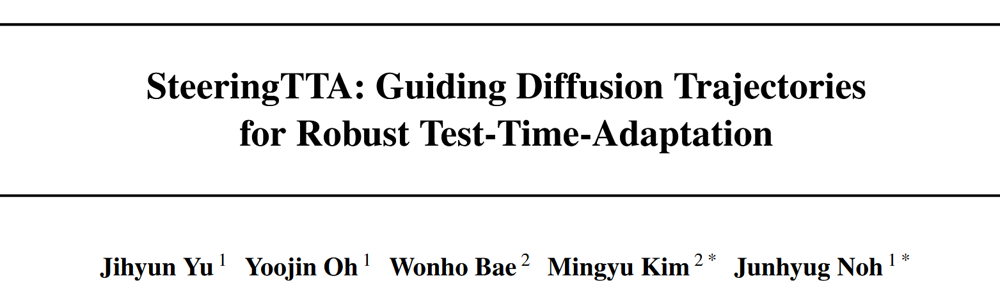 SteeringTTA: Guiding Diffusion Trajectories
for Robust Test-Time-Adaptation
Jihyun Yu 1 Yoojin Oh 1 Wonho Bae 2 Mingyu Kim 2 * Junhyug Noh 1 *